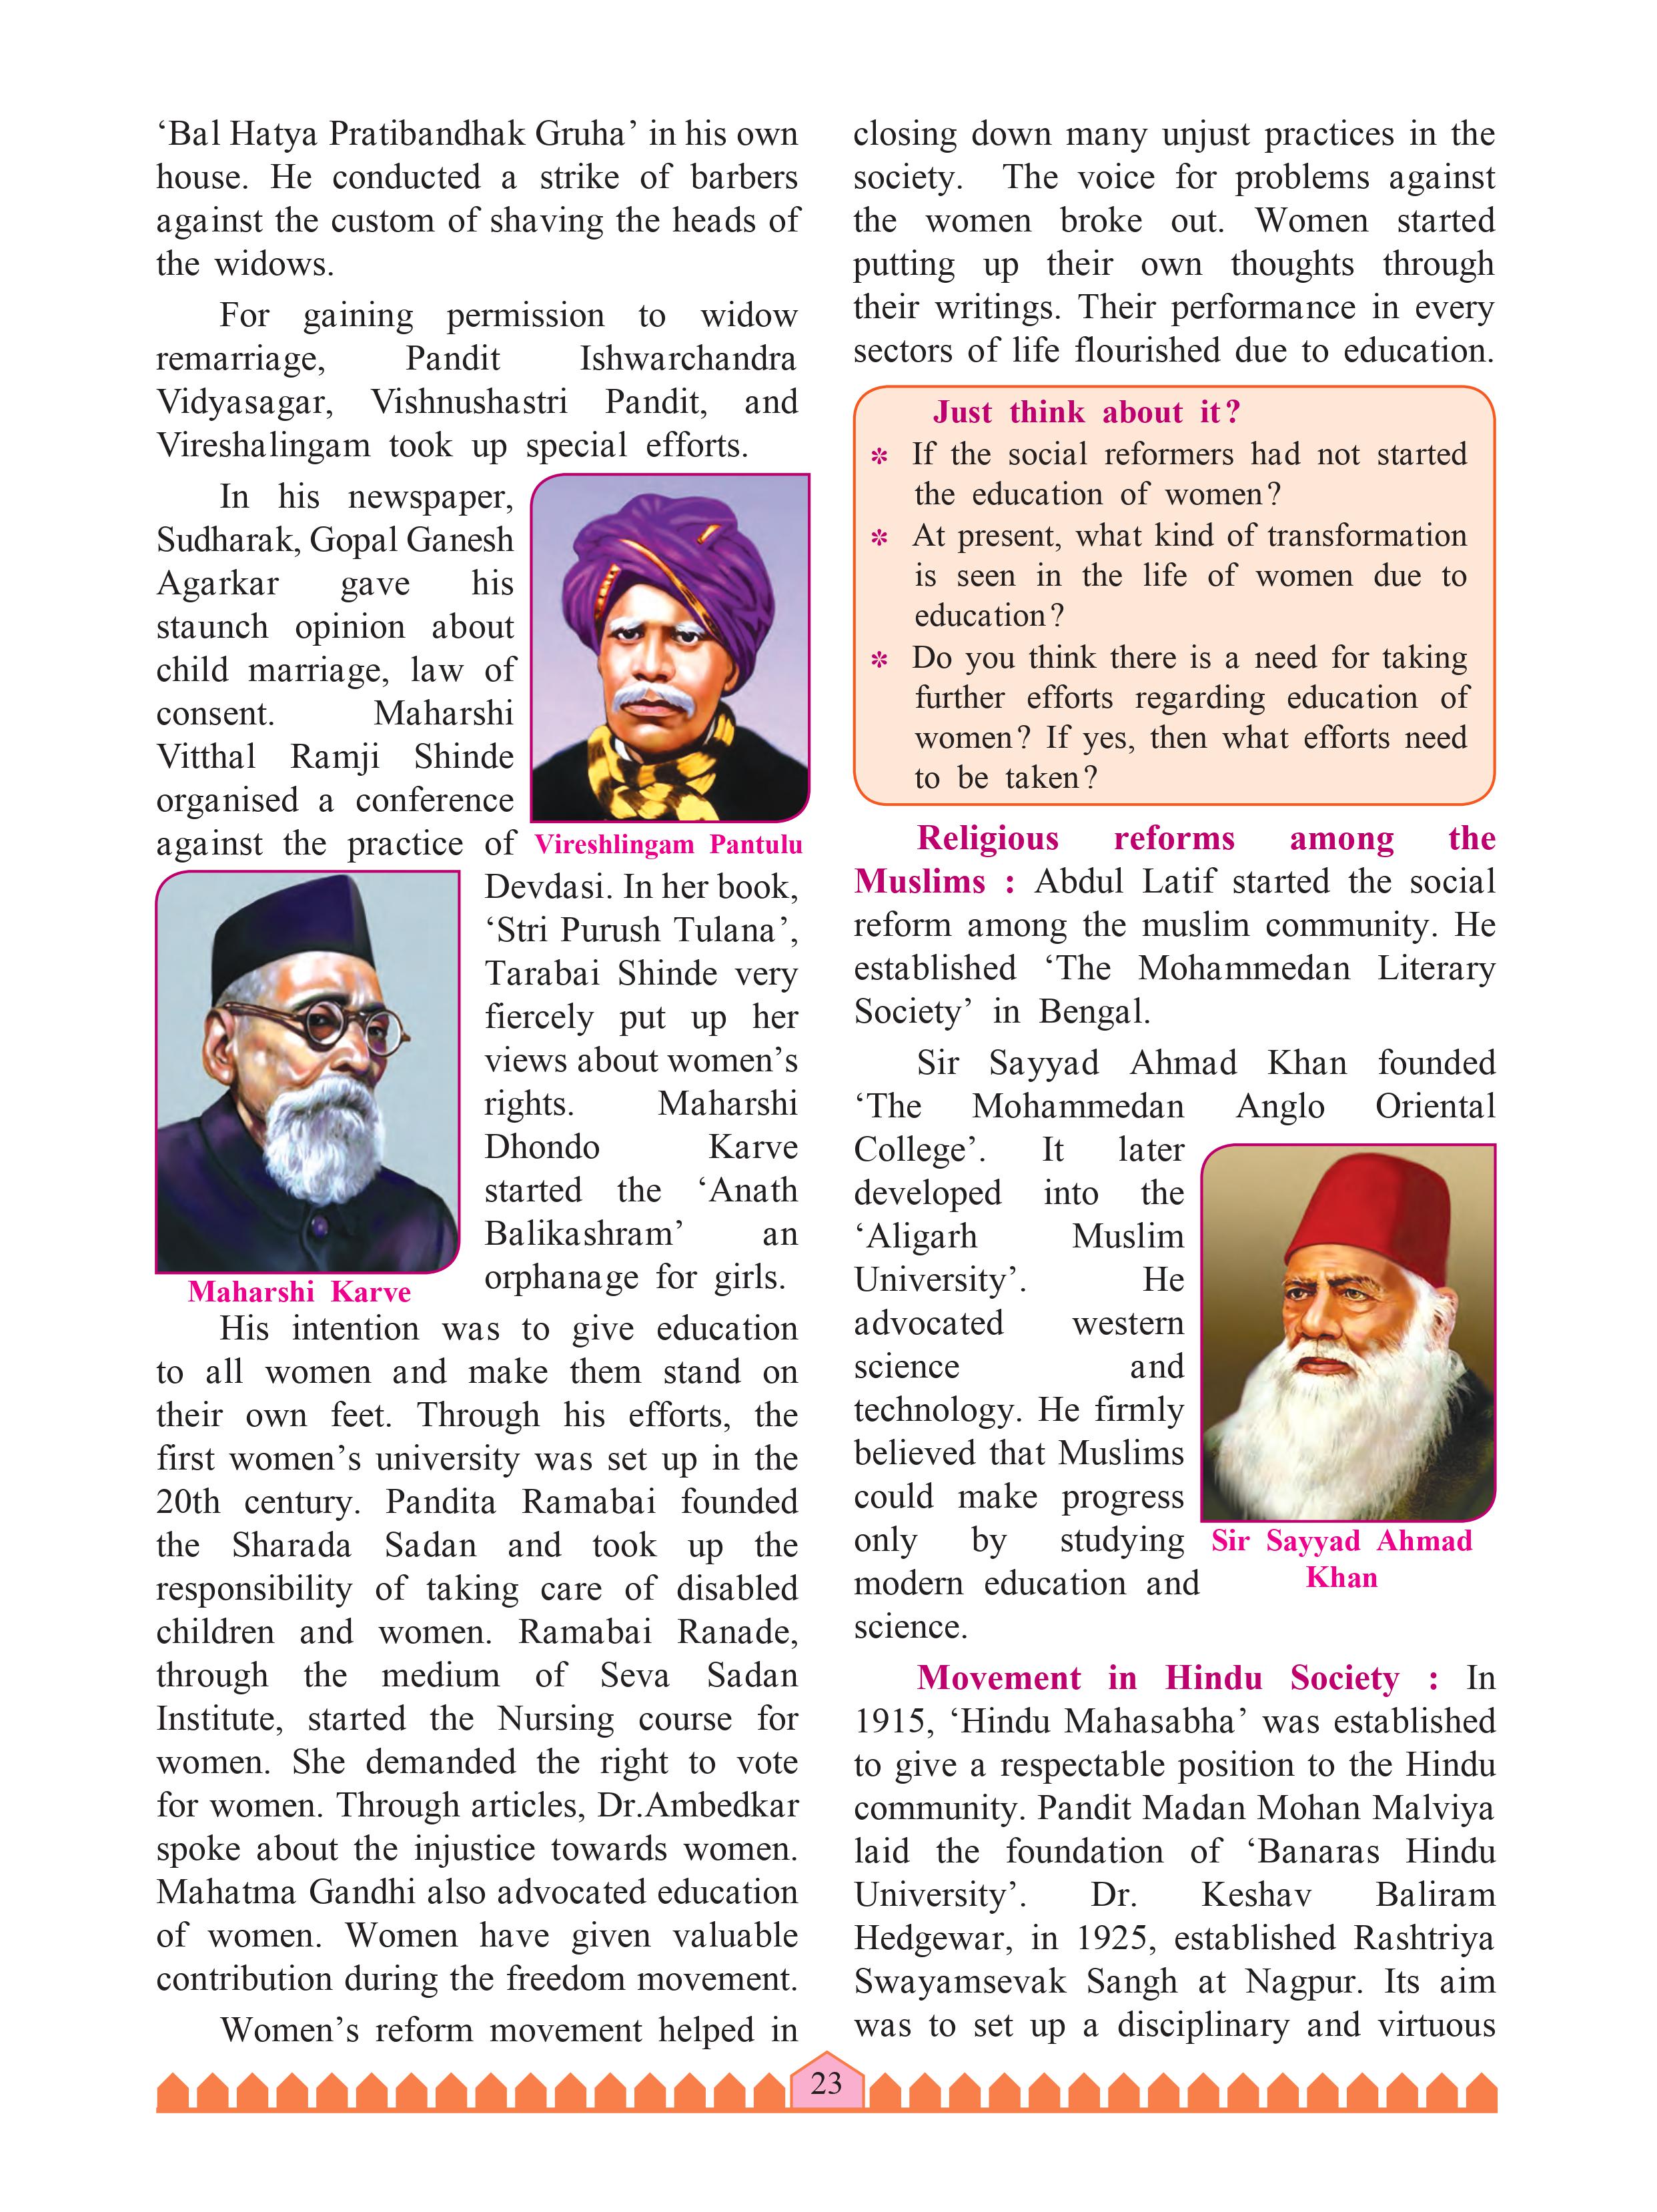 ‘Bal Hatya Pratibandhak Gruha’ in his own
house. He conducted a strike of barbers
against the custom of shaving the heads of
the widows.
For gaining permission to widow
remarriage, Pandit Ishwarchandra
Vidyasagar, Vishnushastri Pandit, and
Vireshalingam took up special efforts.
In his newspaper,
Sudharak, Gopal Ganesh
Agarkar gave his
staunch opinion about
child marriage, law of
consent. Maharshi
Vitthal Ramji Shinde
organised a conference
against the practice of
Vireshlingam Pantulu
Devdasi. In her book,
‘Stri Purush Tulana’,
Tarabai Shinde very
fiercely put up her
views about women’s
rights. Maharshi
Dhondo Karve
started the ‘Anath
Balikashram’ an
orphanage for girls.
Maharshi Karve
His intention was to give education
to all women and make them stand on
their own feet. Through his efforts, the
first women’s university was set up in the
20th century. Pandita Ramabai founded
the Sharada Sadan and took up the
responsibility of taking care of disabled
children and women. Ramabai Ranade,
through the medium of Seva Sadan
Institute, started the Nursing course for
women. She demanded the right to vote
for women. Through articles, Dr.Ambedkar
spoke about the injustice towards women.
Mahatma Gandhi also advocated education
of women. Women have given valuable
contribution during the freedom movement.
Women’s reform movement helped in
closing down many unjust practices in the
society. The voice for problems against
the women broke out. Women started
putting up their own thoughts through
their writings. Their performance in every
sectors of life flourished due to education.
Just think about it?
✽ If the social reformers had not started
the education of women?
✽ At present, what kind of transformation
is seen in the life of women due to
education?
✽ Do you think there is a need for taking
further efforts regarding education of
women? If yes, then what efforts need
to be taken?
Religious reforms among the
Muslims : Abdul Latif started the social
reform among the muslim community. He
established ‘The Mohammedan Literary
Society’ in Bengal.
Sir Sayyad Ahmad Khan founded
‘The Mohammedan Anglo Oriental
College’. It later
developed into the
‘Aligarh Muslim
University’. He
advocated western
science and
technology. He firmly
believed that Muslims
could make progress
only by studying
modern education and
science.
Sir Sayyad Ahmad
Khan
Movement in Hindu Society : In
1915, ‘Hindu Mahasabha’ was established
to give a respectable position to the Hindu
community. Pandit Madan Mohan Malviya
laid the foundation of ‘Banaras Hindu
University’. Dr. Keshav Baliram
Hedgewar, in 1925, established Rashtriya
Swayamsevak Sangh at Nagpur. Its aim
was to set up a disciplinary and virtuous
23